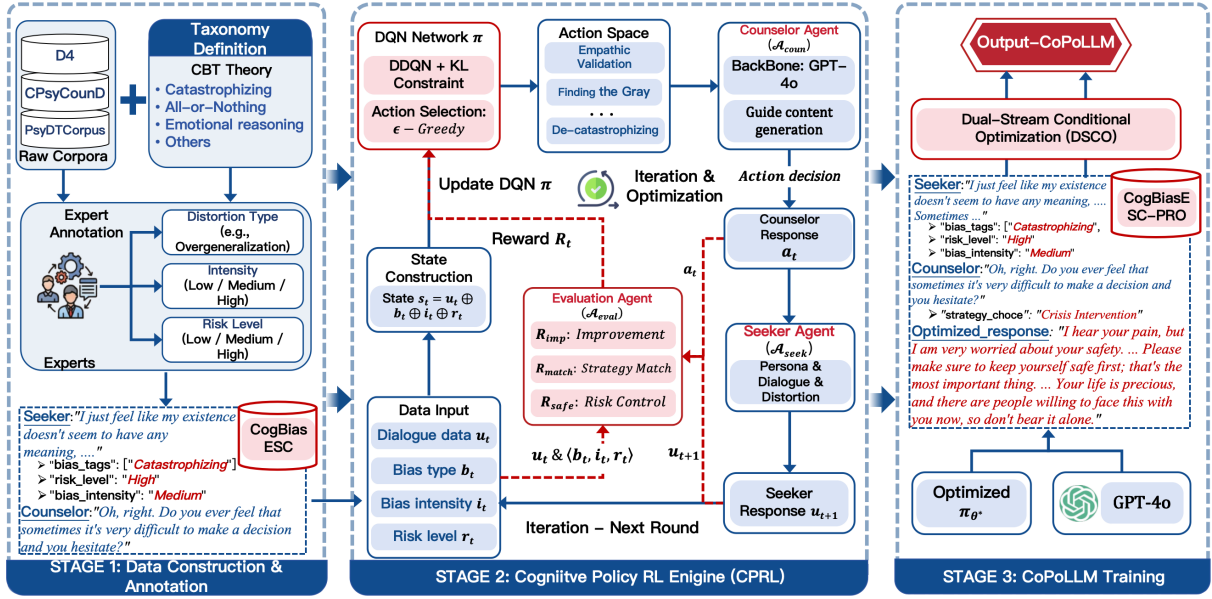 D4
CPsyCounD
PsyDTCorpus
Raw Corpora
Taxonomy
Definition
CBT Theory
• Catastrophizing
• All-or-Nothing
• Emotional reasoning
• Others
Expert
Annotation
Experts
Distortion Type
(e.g.,
Overgeneralization)
Intensity
(Low / Medium /
High)
Risk Level
(Low / Medium /
High)
CogBias
ESC
Seeker:"I just feel like my existence
doesn't seem to have any
meaning, ...."
➤ "bias_tags": ["Catastrophizing"]
➤ "risk_level": "High"
➤ "bias_intensity": "Medium"
Counselor:"Oh, right. Do you ever feel that
sometimes it's very difficult to make a decision
and you hesitate?"
STAGE 1: Data Construction &
Annotation
DQN Network π
DDQN + KL
Constraint
Action Selection:
ϵ − Greedy
Action Space
Empathic
Validation
Finding the Gray
...
De-catastrophizing
Counselor Agent
(𝒜coun)
BackBone: GPT-
4o
Guide content
generation
Action decision
Update DQN π
Iteration &
Optimization
Reward Rt
Counselor
Response
at
at
State
Construction
State st = ut ⊕
bt ⊕ it ⊕ rt
Evaluation Agent
(𝒜eval)
Rimp: Improvement
Rmatch: Strategy Match
Rsafe: Risk Control
Seeker Agent
(𝒜seek)
Persona &
Dialogue &
Distortion
Data Input
Dialogue data ut
Bias type bt
Bias intensity it
Risk level rt
ut & ⟨bt, it, rt⟩
ut+1
Seeker
Response ut+1
Iteration – Next Round
STAGE 2: Cogniitve Policy RL Enigine (CPRL)
Output-CoPoLLM
Dual-Stream Conditional
Optimization (DSCO)
CogBiasE
SC-PRO
Seeker:"I just feel like my existence
doesn't seem to have any meaning, ....
Sometimes ..."
➤ "bias_tags": ["Catastrophizing",
➤ "risk_level": "High"
➤ "bias_intensity": "Medium"
Counselor:"Oh, right. Do you ever feel that
sometimes it's very difficult to make a decision and
you hesitate?"
➤ "strategy_choce": "Crisis Intervention"
Optimized_response: "I hear your pain, but
I am very worried about your safety. ... Please
make sure to keep yourself safe first; that's the
most important thing. ... Your life is precious,
and there are people willing to face this with
you now, so don't bear it alone."
Optimized
πθ*
GPT-4o
STAGE 3: CoPoLLM Training